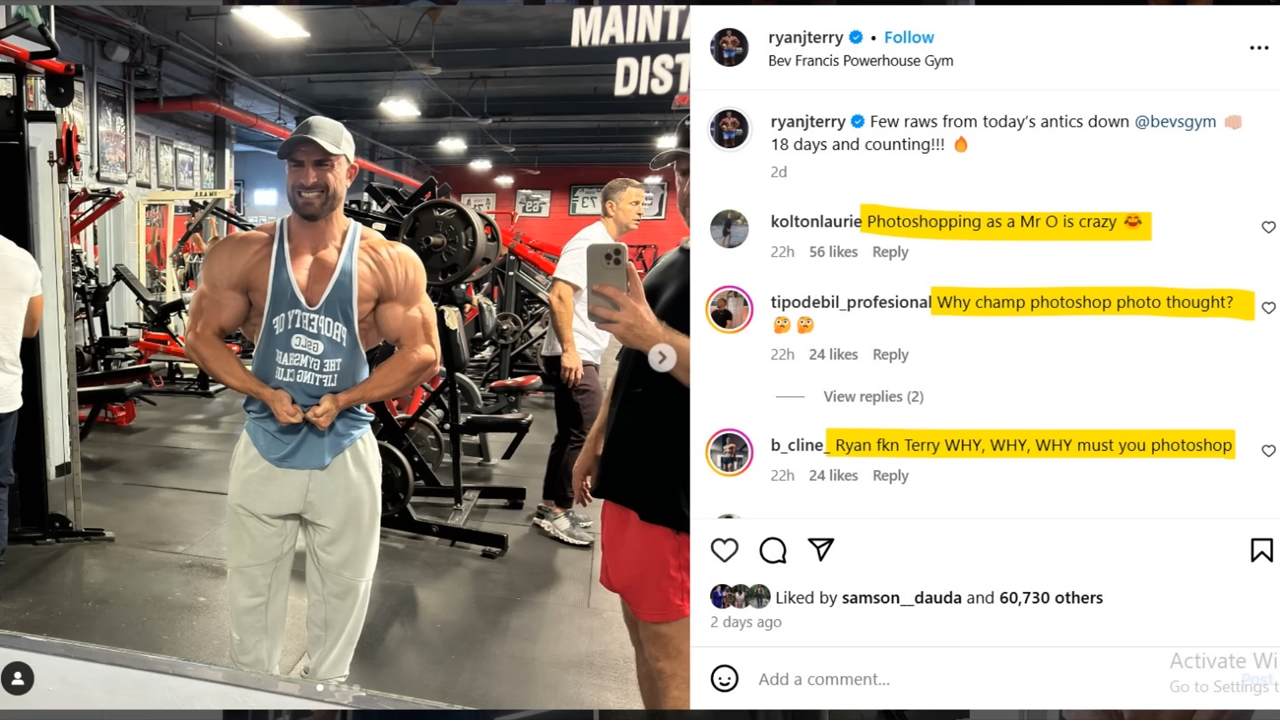 MAINTA
DIST
PROPERTY OF
GSLC
THE GYMSHARK
LIFTING CLUB
73
ryanjterry • Follow
Bev Francis Powerhouse Gym
ryanjterry Few raws from today's antics down @bevsgym 👊🏻
18 days and counting!!! 🔥
2d
koltonlaurie Photoshopping as a Mr O is crazy 😂
22h 56 likes Reply
tipodebil_profesional Why champ photoshop photo thought?
🤔 🤔
22h 24 likes Reply
View replies (2)
b_cline_ Ryan fkn Terry WHY, WHY, WHY must you photoshop
22h 24 likes Reply
Liked by samson__dauda and 60,730 others
2 days ago
Add a comment...
Post
Activate Wi
Go to Settings t